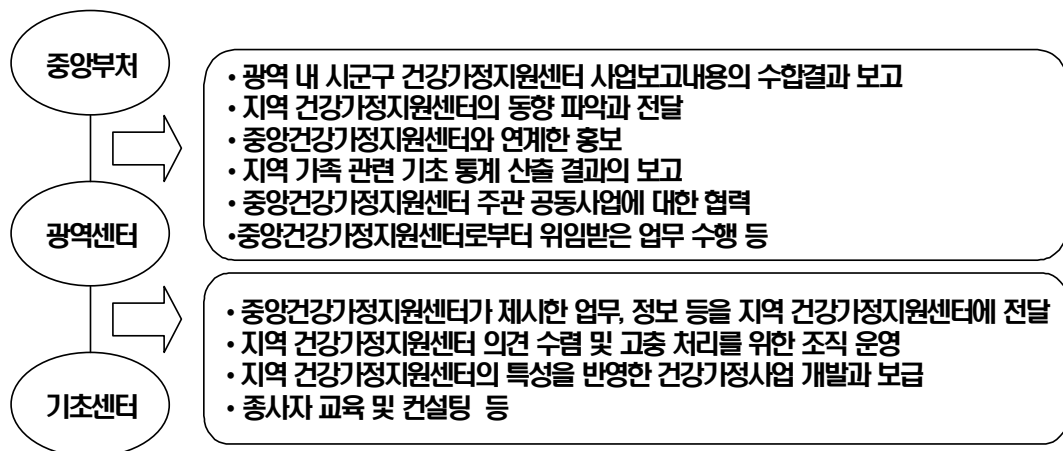 중앙부처
• 광역 내 시군구 건강가정지원센터 사업보고내용의 수합결과 보고
• 지역 건강가정지원센터의 동향 파악과 전달
• 중앙건강가정지원센터와 연계한 홍보
• 지역 가족 관련 기초 통계 산출 결과의 보고
• 중앙건강가정지원센터 주관 공동사업에 대한 협력
•중앙건강가정지원센터로부터 위임받은 업무 수행 등
광역센터
• 중앙건강가정지원센터가 제시한 업무, 정보 등을 지역 건강가정지원센터에 전달
• 지역 건강가정지원센터 의견 수렴 및 고충 처리를 위한 조직 운영
• 지역 건강가정지원센터의 특성을 반영한 건강가정사업 개발과 보급
• 종사자 교육 및 컨설팅 등
기초센터